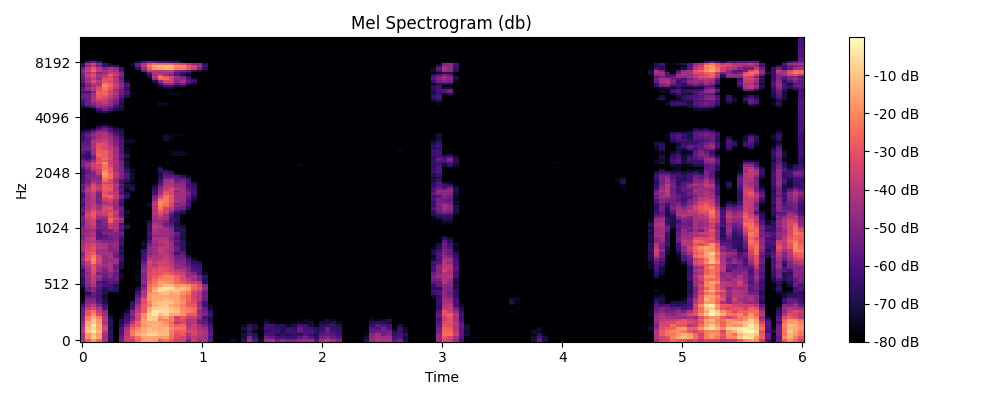 Mel Spectrogram (db)
8192
4096
2048
1024
512
0
Hz
0 1 2 3 4 5 6
Time
-10 dB
-20 dB
-30 dB
-40 dB
-50 dB
-60 dB
-70 dB
-80 dB